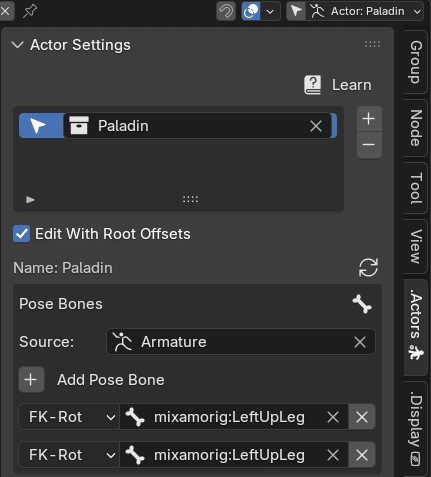 Actor: Paladin
Actor Settings
Learn
Paladin
Edit With Root Offsets
Name: Paladin
Pose Bones
Source: Armature
Add Pose Bone
FK-Rot mixamorig:LeftUpLeg
FK-Rot mixamorig:LeftUpLeg
Group
Node
Tool
View
.Actors
.Display